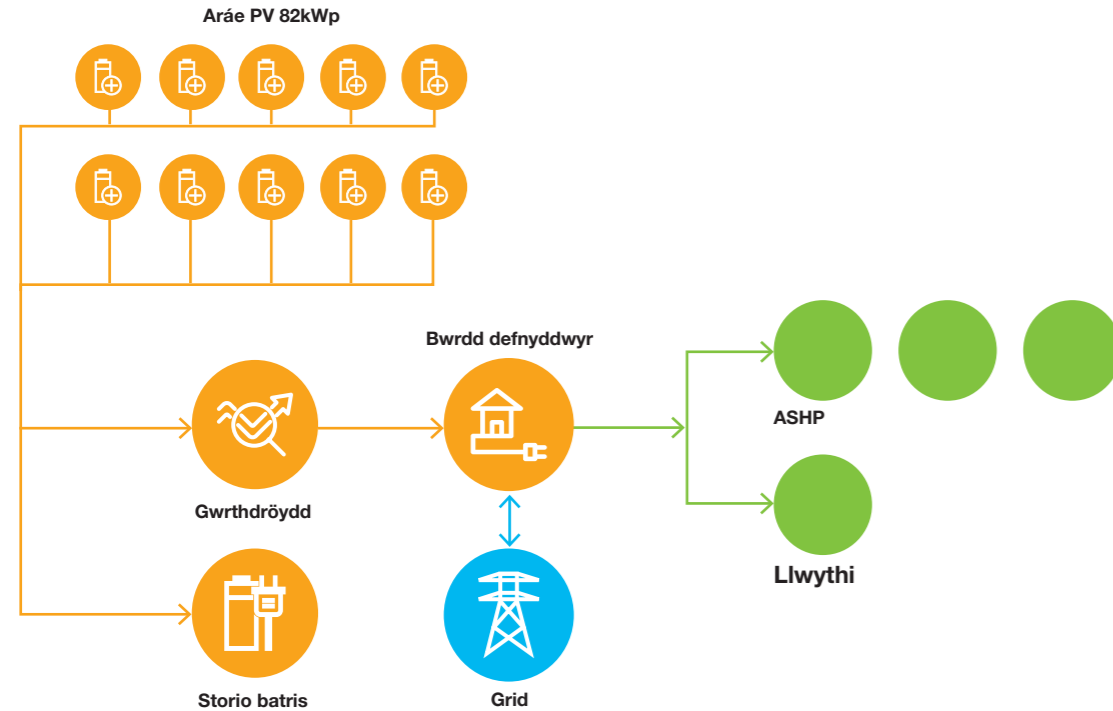 Aráe PV 82kWp
Bwrdd defnyddwyr
ASHP
Gwrthdröydd
Llwythi
Storio batris
Grid